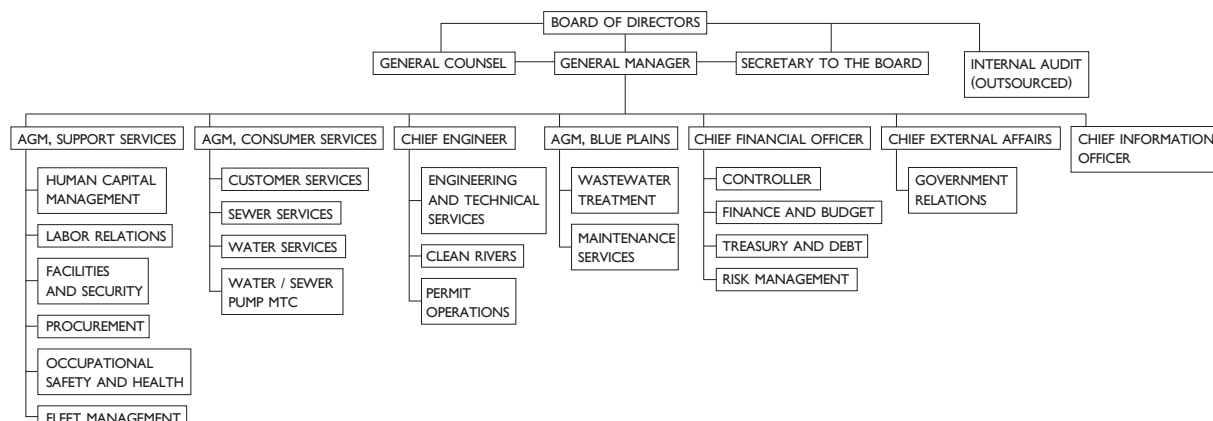 BOARD OF DIRECTORS
GENERAL COUNSEL
GENERAL MANAGER
SECRETARY TO THE BOARD
INTERNAL AUDIT
(OUTSOURCED)
AGM, SUPPORT SERVICES
HUMAN CAPITAL
MANAGEMENT
LABOR RELATIONS
FACILITIES
AND SECURITY
PROCUREMENT
OCCUPATIONAL
SAFETY AND HEALTH
FLEET MANAGEMENT
AGM, CONSUMER SERVICES
CUSTOMER SERVICES
SEWER SERVICES
WATER SERVICES
WATER / SEWER
PUMP MTC
CHIEF ENGINEER
ENGINEERING
AND TECHNICAL
SERVICES
CLEAN RIVERS
PERMIT
OPERATIONS
AGM, BLUE PLAINS
WASTEWATER
TREATMENT
MAINTENANCE
SERVICES
CHIEF FINANCIAL OFFICER
CONTROLLER
FINANCE AND BUDGET
TREASURY AND DEBT
RISK MANAGEMENT
CHIEF EXTERNAL AFFAIRS
GOVERNMENT
RELATIONS
CHIEF INFORMATION
OFFICER